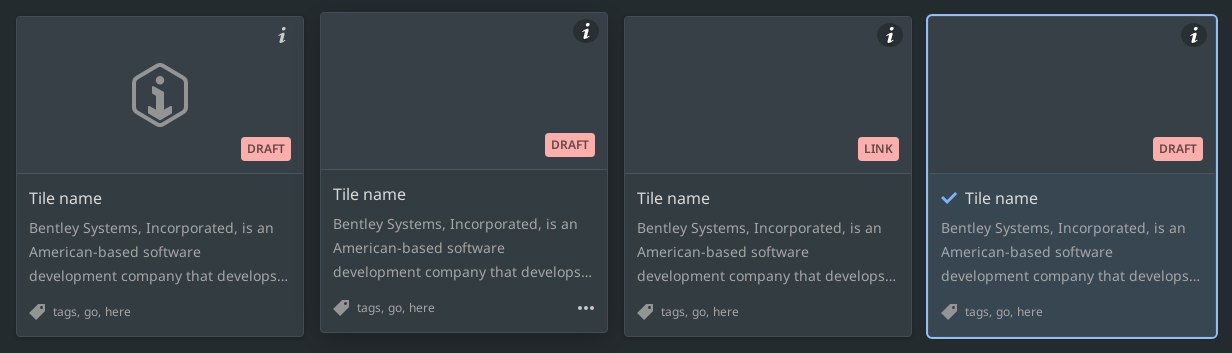 DRAFT
Tile name
Bentley Systems, Incorporated, is an
American-based software
development company that develops...
tags, go, here
DRAFT
Tile name
Bentley Systems, Incorporated, is an
American-based software
development company that develops...
tags, go, here
LINK
Tile name
Bentley Systems, Incorporated, is an
American-based software
development company that develops...
tags, go, here
DRAFT
Tile name
Bentley Systems, Incorporated, is an
American-based software
development company that develops...
tags, go, here